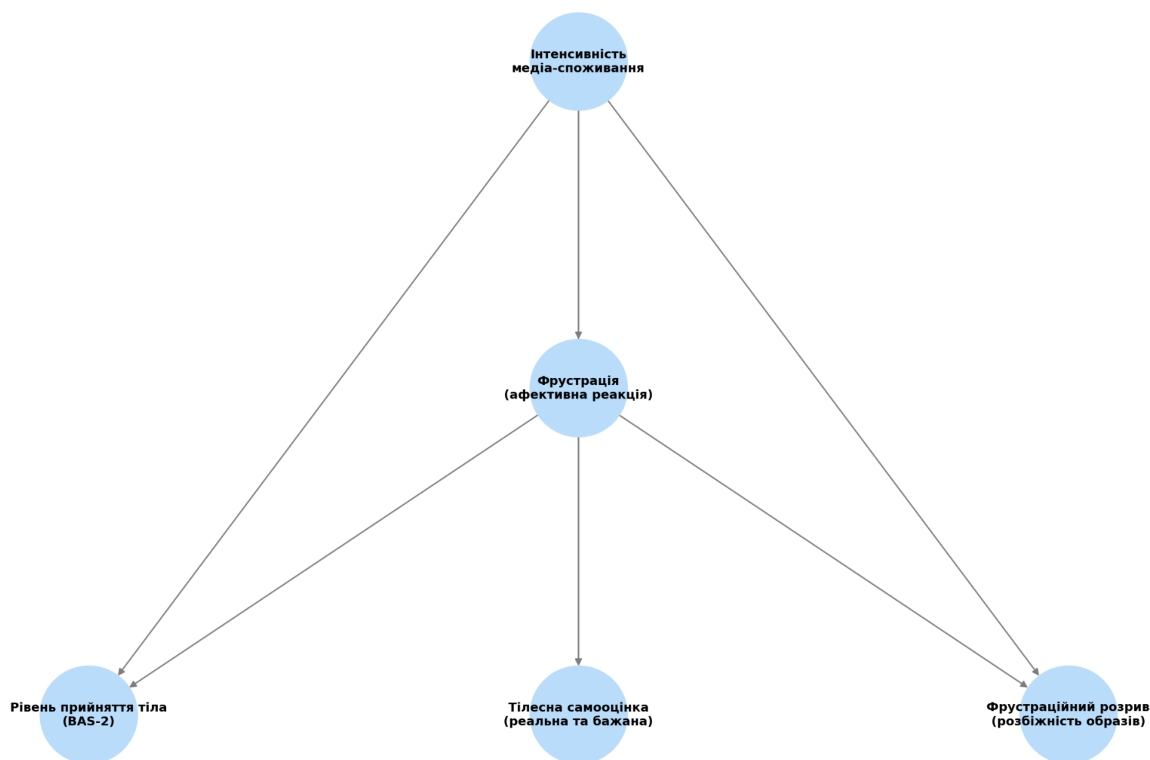 Інтенсивність
медіа-споживання
Фрустрація
(афективна реакція)
Рівень прийняття тіла
(BAS-2)
Тілесна самооцінка
(реальна та бажана)
Фрустраційний розрив
(розбіжність образів)